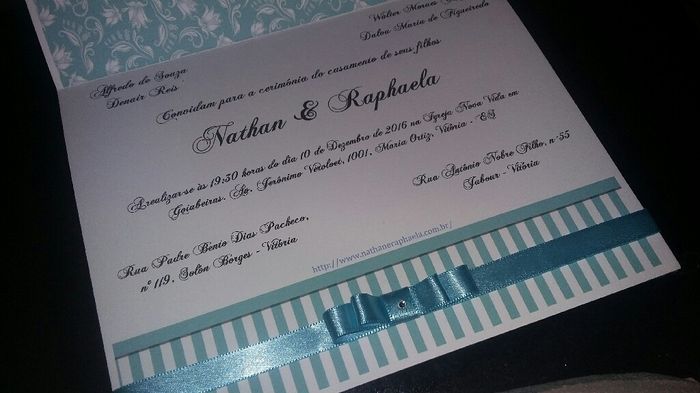 Alfredo de Souza
Denair Reis
Walter Moraes
Dalou Maria de Figueiredo
Convidam para a cerimônia do casamento de seus filhos
Nathan & Raphaela
A realizar-se às 19:30 horas do dia 10 de Dezembro de 2016 na Igreja Nova Vida em
Goiabeiras. Av. Jerônimo Vervloet, 1001, Maria Ortiz, Vitória - ES
Rua Padre Benio Dias Pacheco,
nº 119, Solon Borges - Vitória
Rua Antônio Nobre Filho, nº 55
Jabour - Vitória
http://www.nathaneraphaela.com.br/